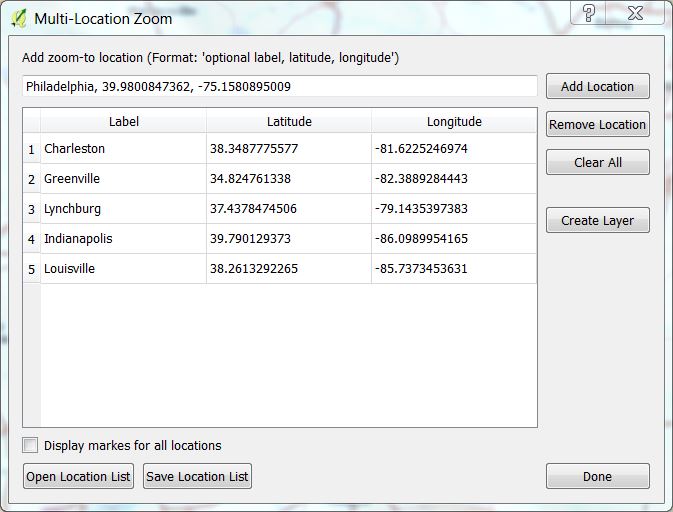 Multi-Location Zoom
Add zoom-to location (Format: 'optional label, latitude, longitude')
Philadelphia, 39.9800847362, -75.1580895009
Add Location
Label Latitude Longitude
Remove Location
1 Charleston 38.3487775577 -81.6225246974
Clear All
2 Greenville 34.824761338 -82.3889284443
3 Lynchburg 37.4378474506 -79.1435397383
Create Layer
4 Indianapolis 39.790129373 -86.0989954165
5 Louisville 38.2613292265 -85.7373453631
Display markes for all locations
Open Location List Save Location List Done